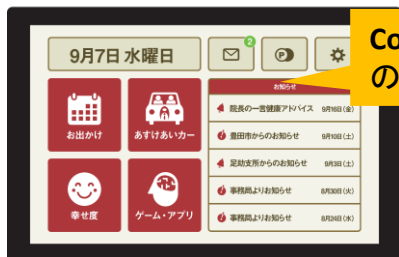 9月7日 水曜日
2
P
Co
の
お知らせ
院長の一言健康アドバイス 9月16日(金)
豊田市からのお知らせ 9月10日(土)
足助支所からのお知らせ 9月3日(土)
事務局よりお知らせ 8月30日(火)
事務局よりお知らせ 8月24日(水)
お出かけ
あすけあいカー
幸せ度
ゲーム・アプリ